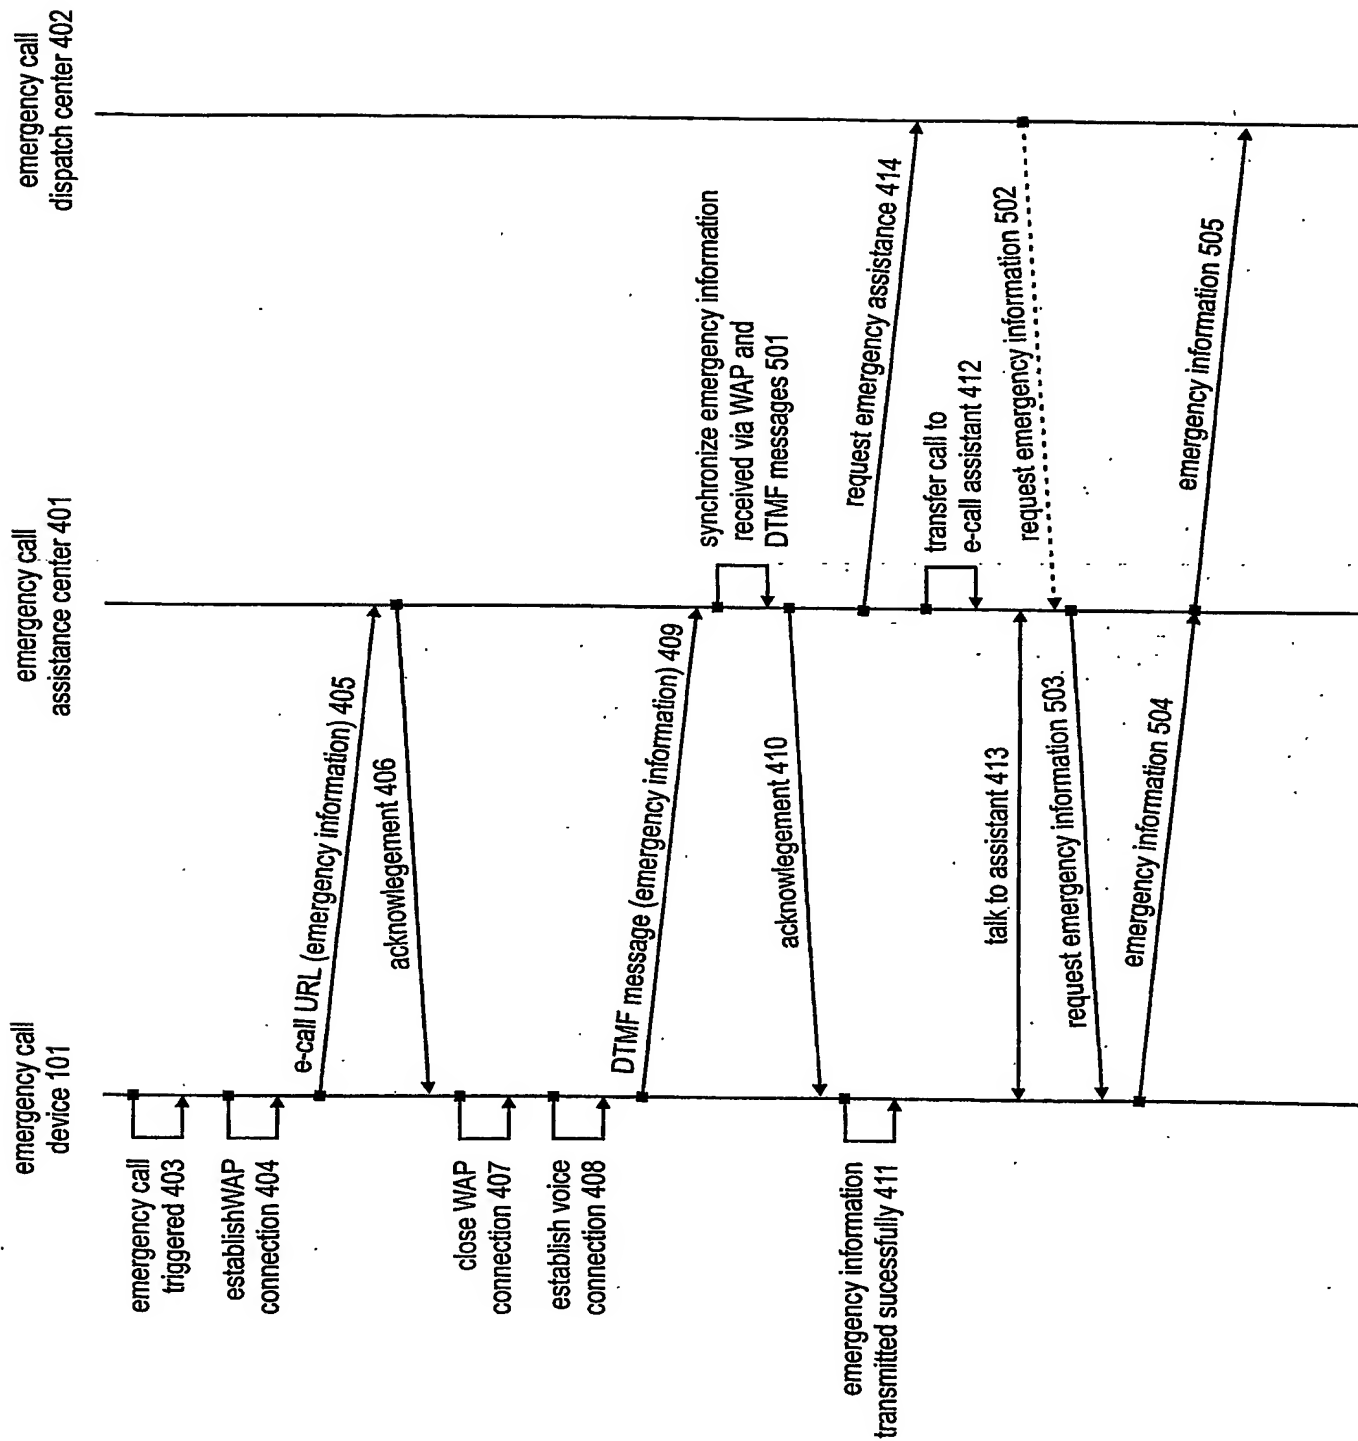 emergency call
device 101
emergency call
assistance center 401
emergency call
dispatch center 402
emergency call
triggered 403
establishWAP
connection 404
e-call URL (emergency information) 405
acknowlegement 406
close WAP
connection 407
establish voice
connection 408
DTMF message (emergency information) 409
synchronize emergency information
received via WAP and
DTMF messages 501
acknowlegement 410
emergency information
transmitted sucessfully 411
request emergency assistance 414
transfer call to
e-call assistant 412
talk to assistant 413
request emergency information 502
request emergency information 503
emergency information 504
emergency information 505